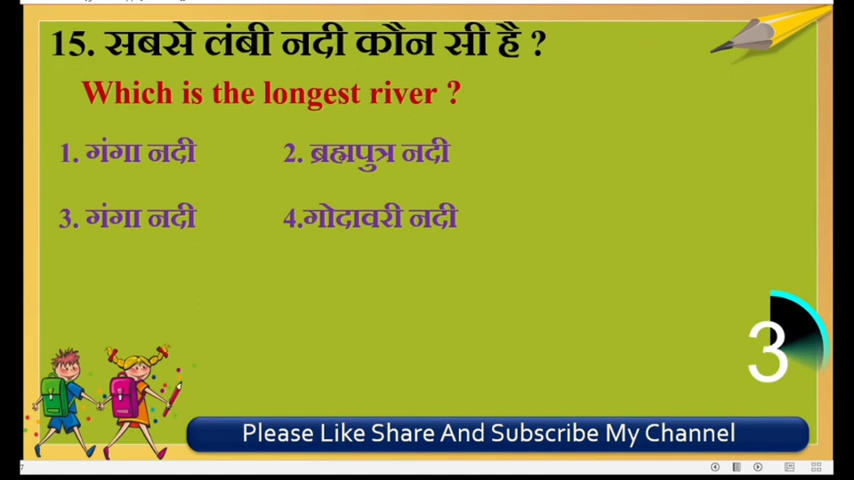 15. सबसे लंबी नदी कौन सी है ?
Which is the longest river ?
1. गंगा नदी 2. ब्रह्मपुत्र नदी
3. गंगा नदी 4.गोदावरी नदी
3
Please Like Share And Subscribe My Channel